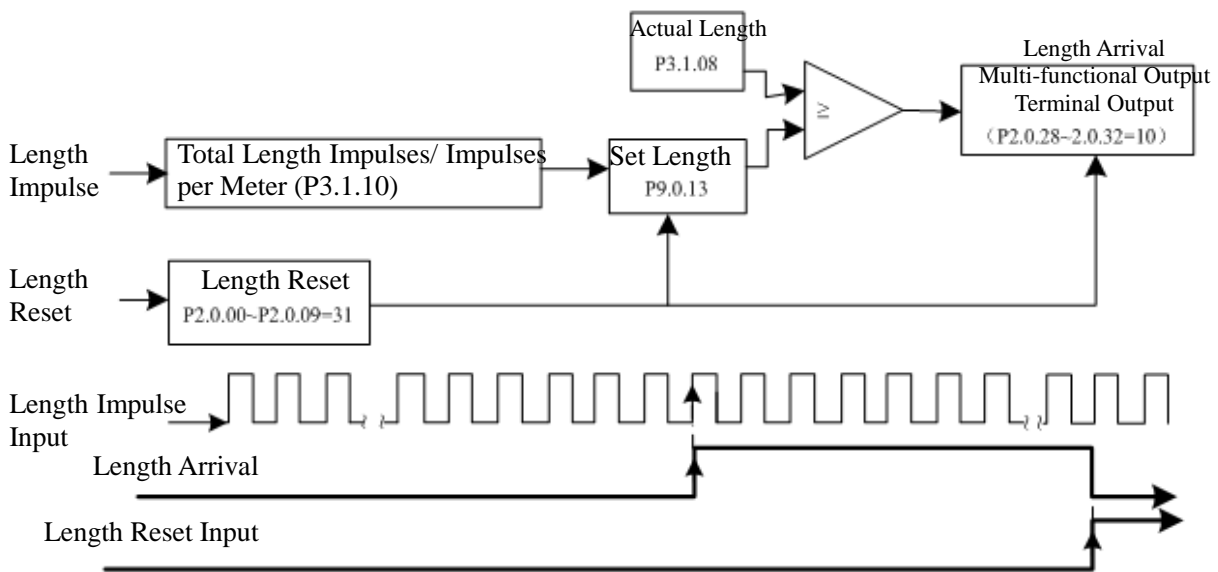 Actual Length
P3.1.08
≥
Length Arrival
Multi-functional Output
Terminal Output
(P2.0.28~2.0.32=10)
Length
Impulse
Total Length Impulses/ Impulses
per Meter (P3.1.10)
Set Length
P9.0.13
Length
Reset
Length Reset
P2.0.00~P2.0.09=31
Length Impulse
Input
Length Arrival
Length Reset Input